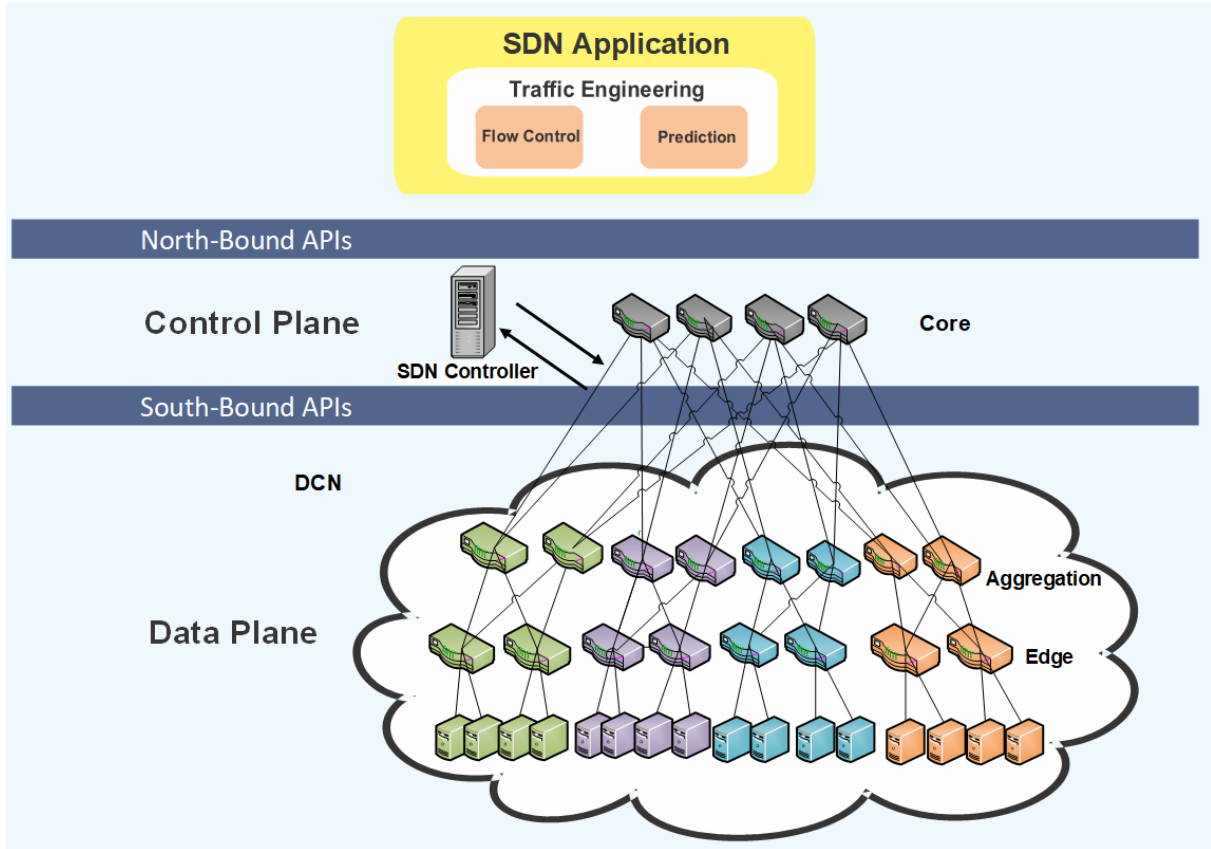 SDN Application
Traffic Engineering
Flow Control
Prediction
North-Bound APIs
Control Plane
SDN Controller
Core
South-Bound APIs
DCN
Aggregation
Data Plane
Edge